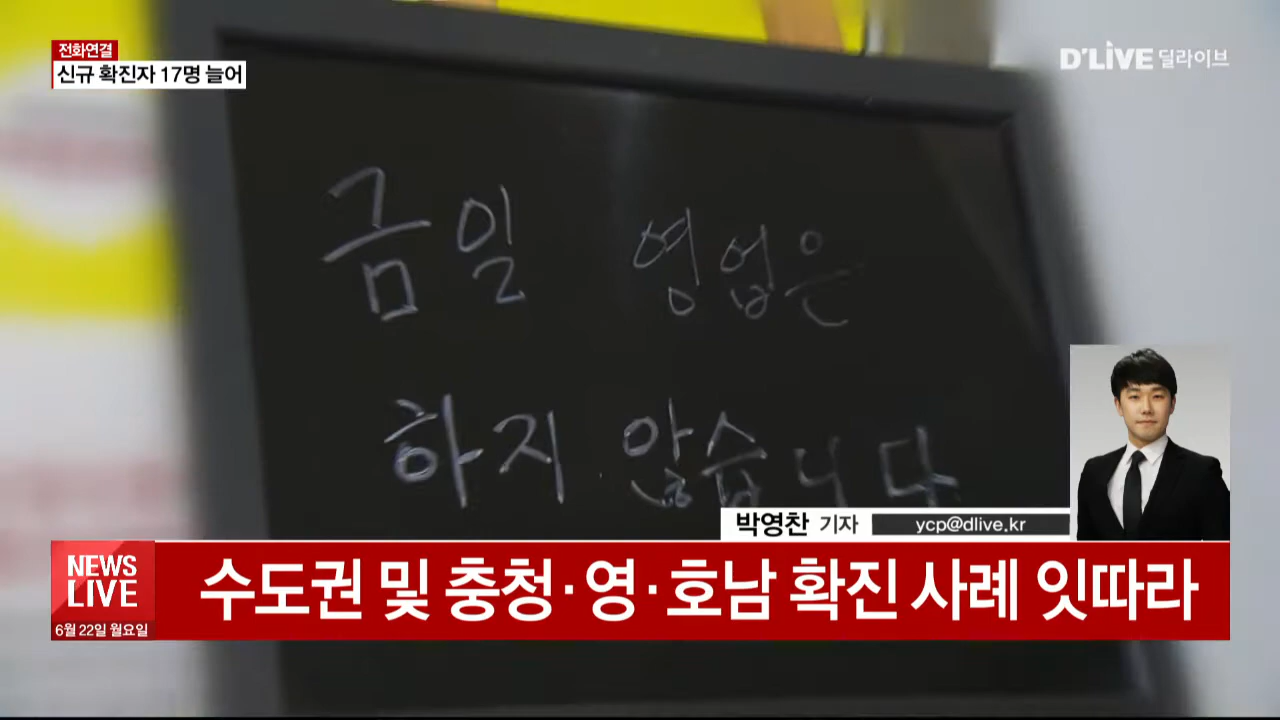 전화연결
신규 확진자 17명 늘어
D'LIVE 딜라이브
금일 영업은
하지 않습니다
박영찬 기자 ycp@dlive.kr
NEWS LIVE
수도권 및 충청·영·호남 확진 사례 잇따라
6월 22일 월요일